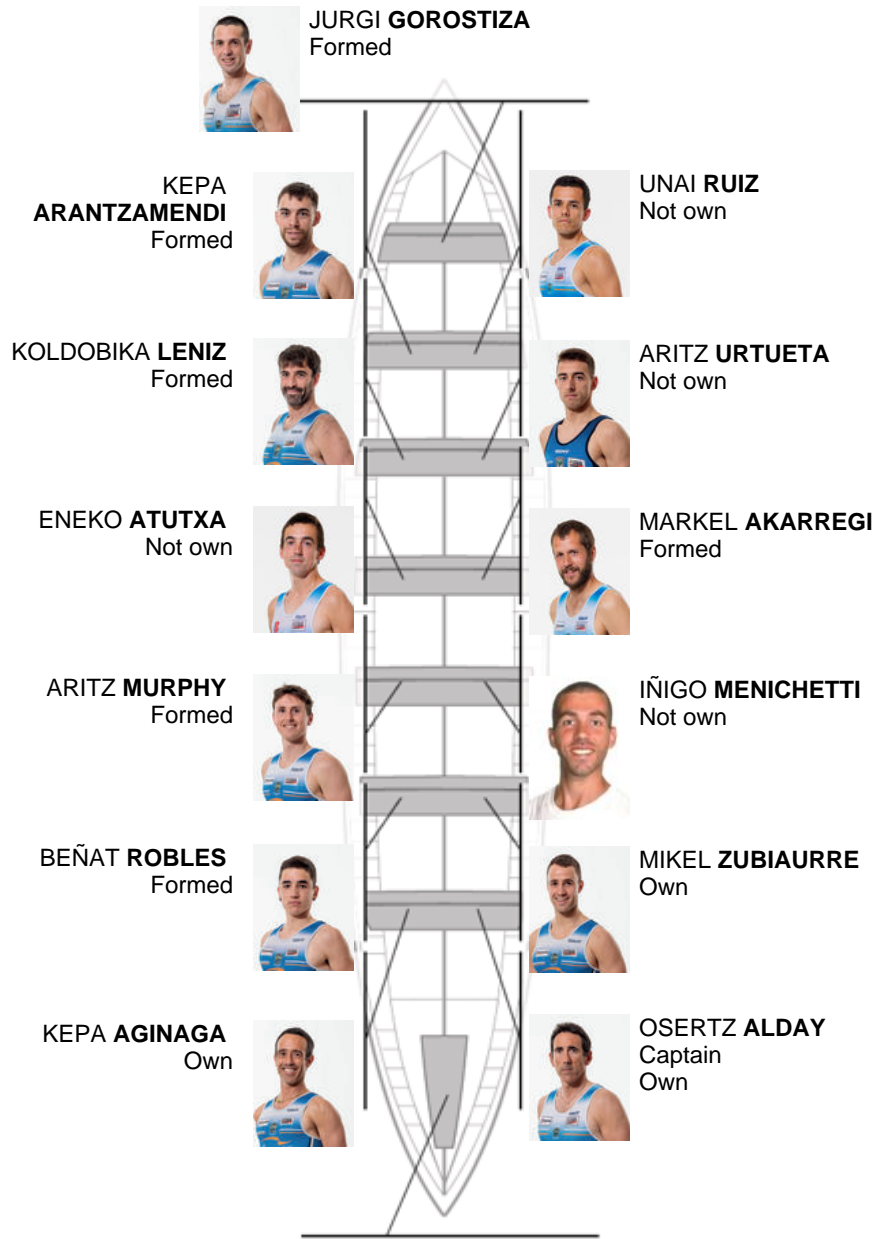 JURGI GOROSTIZA
Formed
KEPA
ARANTZAMENDI
Formed
UNAI RUIZ
Not own
KOLDOBIKA LENIZ
Formed
ARITZ URTUETA
Not own
ENEKO ATUTXA
Not own
MARKEL AKARREGI
Formed
ARITZ MURPHY
Formed
IÑIGO MENICHETTI
Not own
BEÑAT ROBLES
Formed
MIKEL ZUBIAURRE
Own
KEPA AGINAGA
Own
OSERTZ ALDAY
Captain
Own